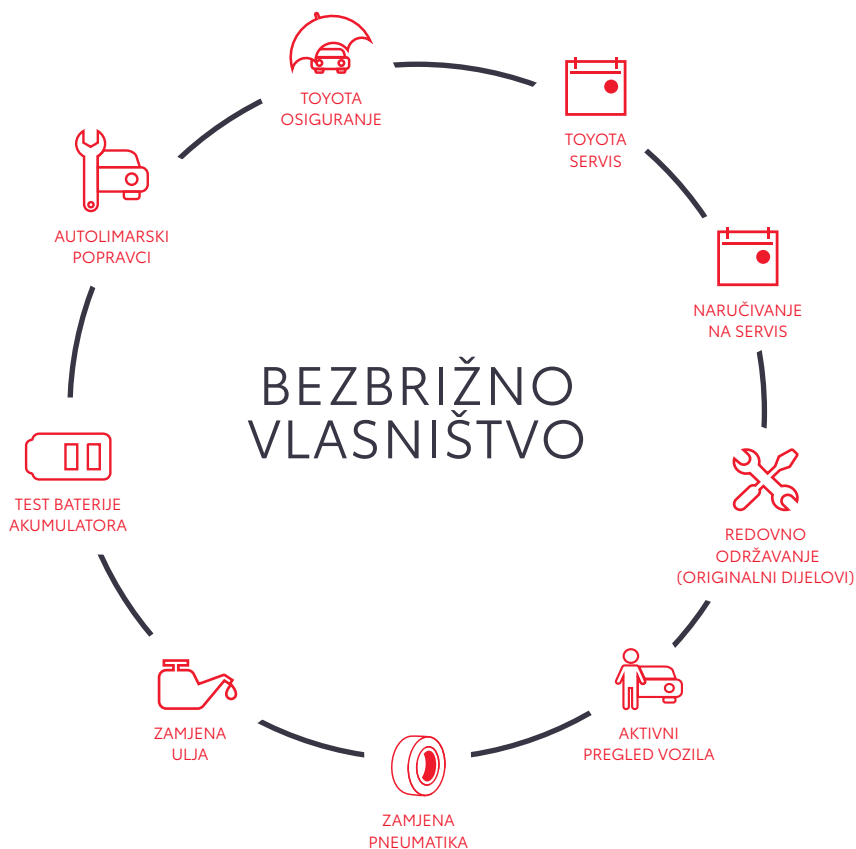 TOYOTA
OSIGURANJE
TOYOTA
SERVIS
NARUČIVANJE
NA SERVIS
REDOVNO
ODRŽAVANJE
(ORIGINALNI DIJELOVI)
AKTIVNI
PREGLED VOZILA
ZAMJENA
PNEUMATIKA
ZAMJENA
ULJA
TEST BATERIJE
AKUMULATORA
AUTOLIMARSKI
POPRAVCI
BEZBRIŽNO
VLASNIŠTVO